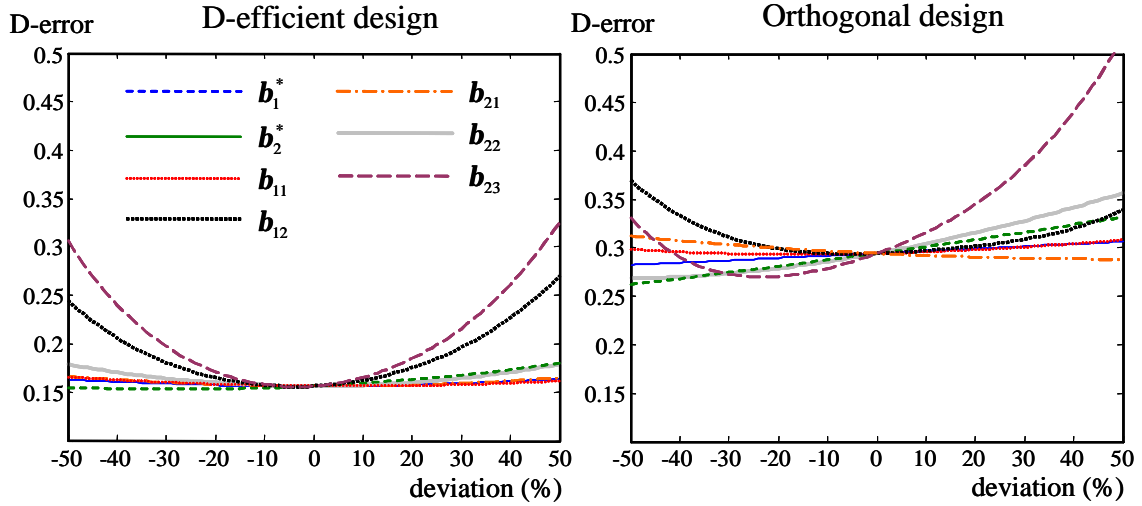 D-error D-efficient design
0.5
0.45
0.4
0.35
0.3
0.25
0.2
0.15
b*1
b*2
b11
b12
b21
b22
b23
-50 -40 -30 -20 -10 0 10 20 30 40 50
deviation (%)
D-error Orthogonal design
0.5
0.45
0.4
0.35
0.3
0.25
0.2
0.15
-50 -40 -30 -20 -10 0 10 20 30 40 50
deviation (%)